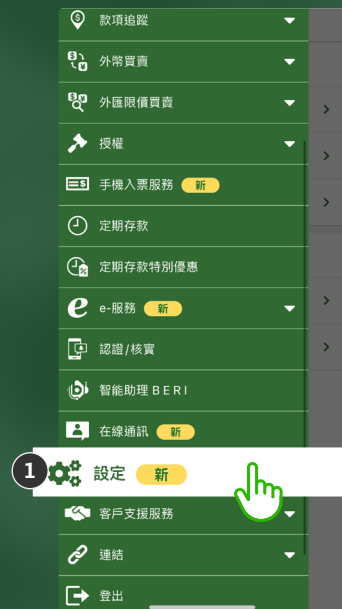 款項追蹤
外幣買賣
外匯限價買賣
授權
手機入票服務 新
定期存款
定期存款特別優惠
e-服務 新
認證/核實
智能助理 BERI
在線通訊 新
1 設定 新
客戶支援服務
連結
登出